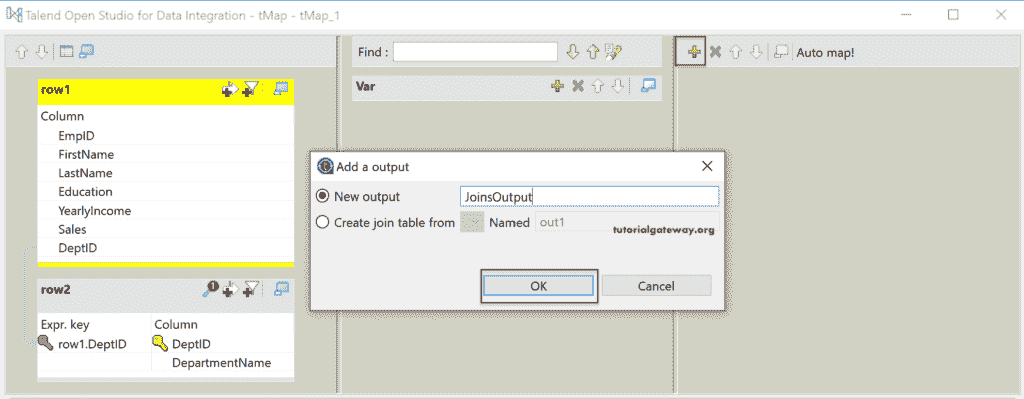 Talend Open Studio for Data Integration - tMap - tMap_1
Find :
Auto map!
row1
Column
EmpID
FirstName
LastName
Education
YearlyIncome
Sales
DeptID
row2
Expr. key Column
row1.DeptID DeptID
DepartmentName
Var
Add a output
New output JoinsOutput
Create join table from Named out1
tutorialgateway.org
OK Cancel